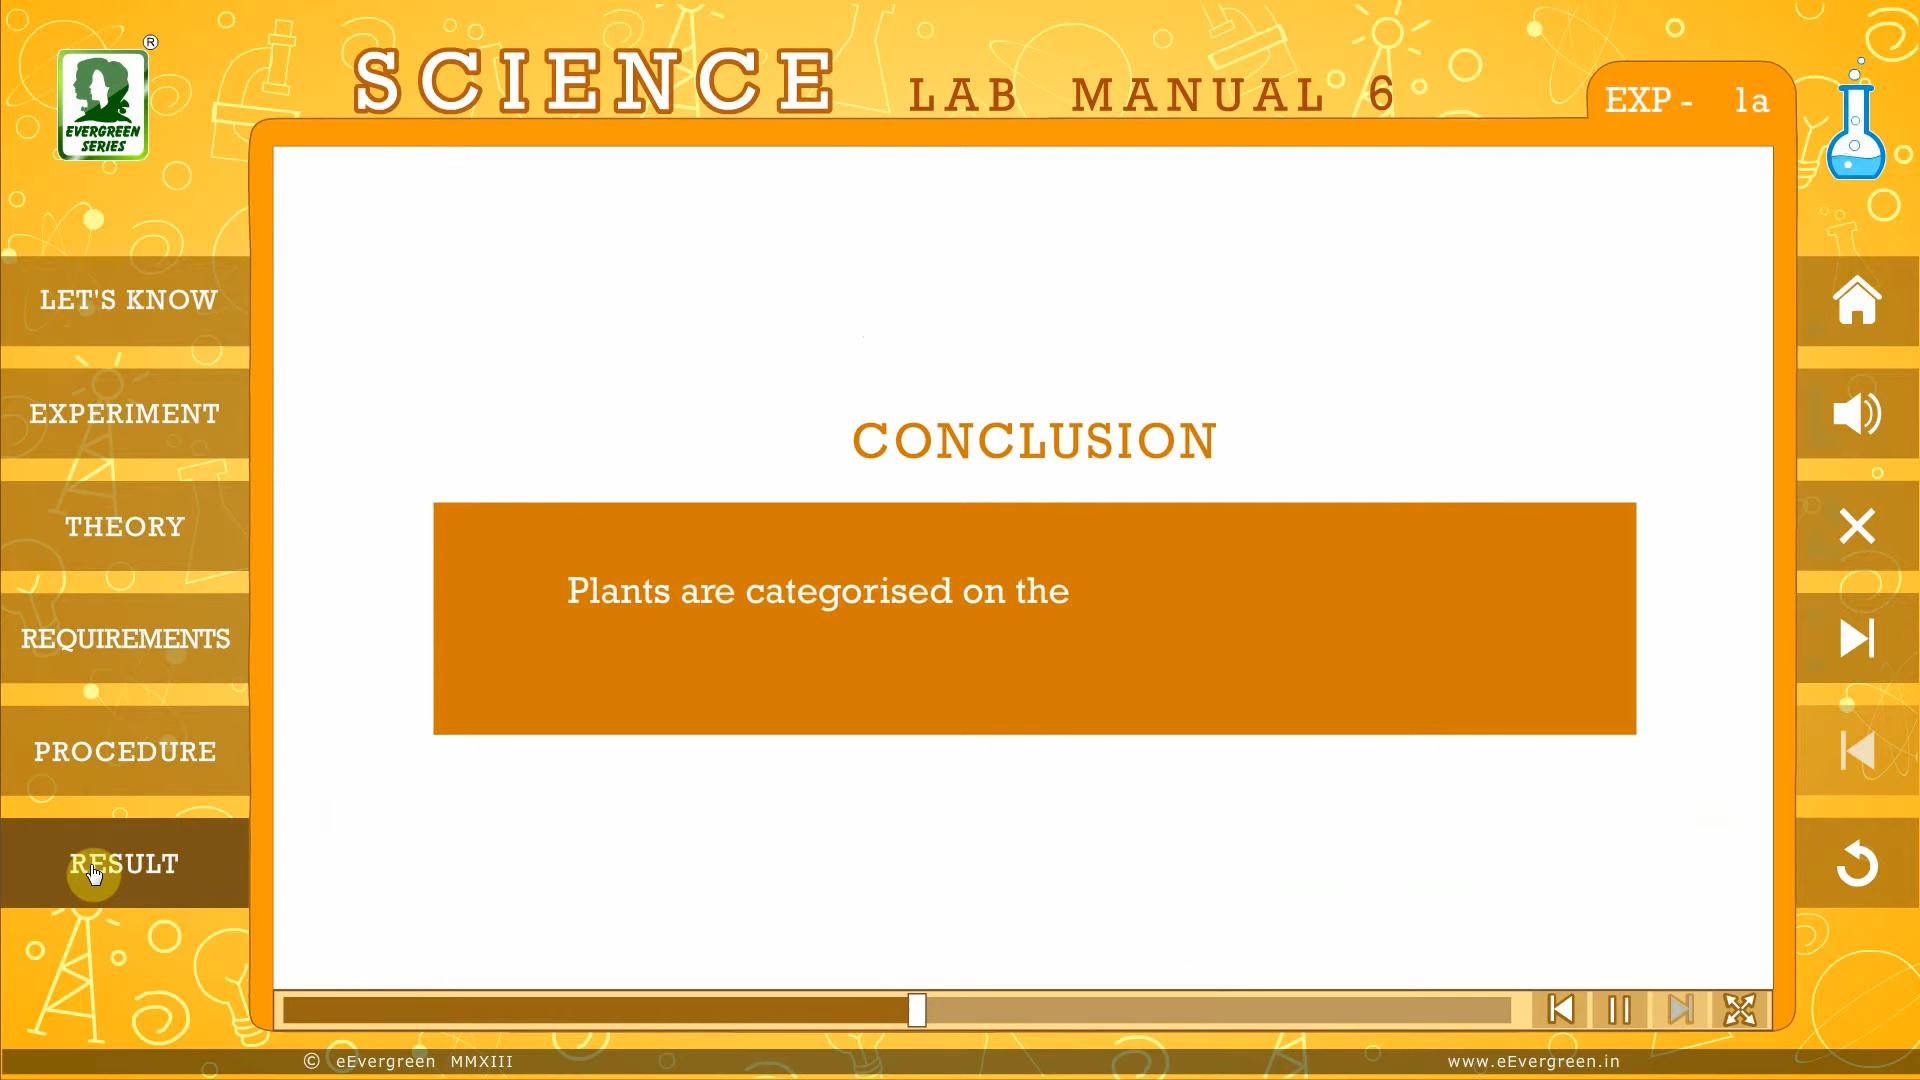 ®
EVERGREEN
SERIES
SCIENCE LAB MANUAL 6
EXP - 1a
LET'S KNOW
EXPERIMENT
THEORY
REQUIREMENTS
PROCEDURE
RESULT
CONCLUSION
Plants are categorised on the
© eEvergreen MMXIII
www.eEvergreen.in